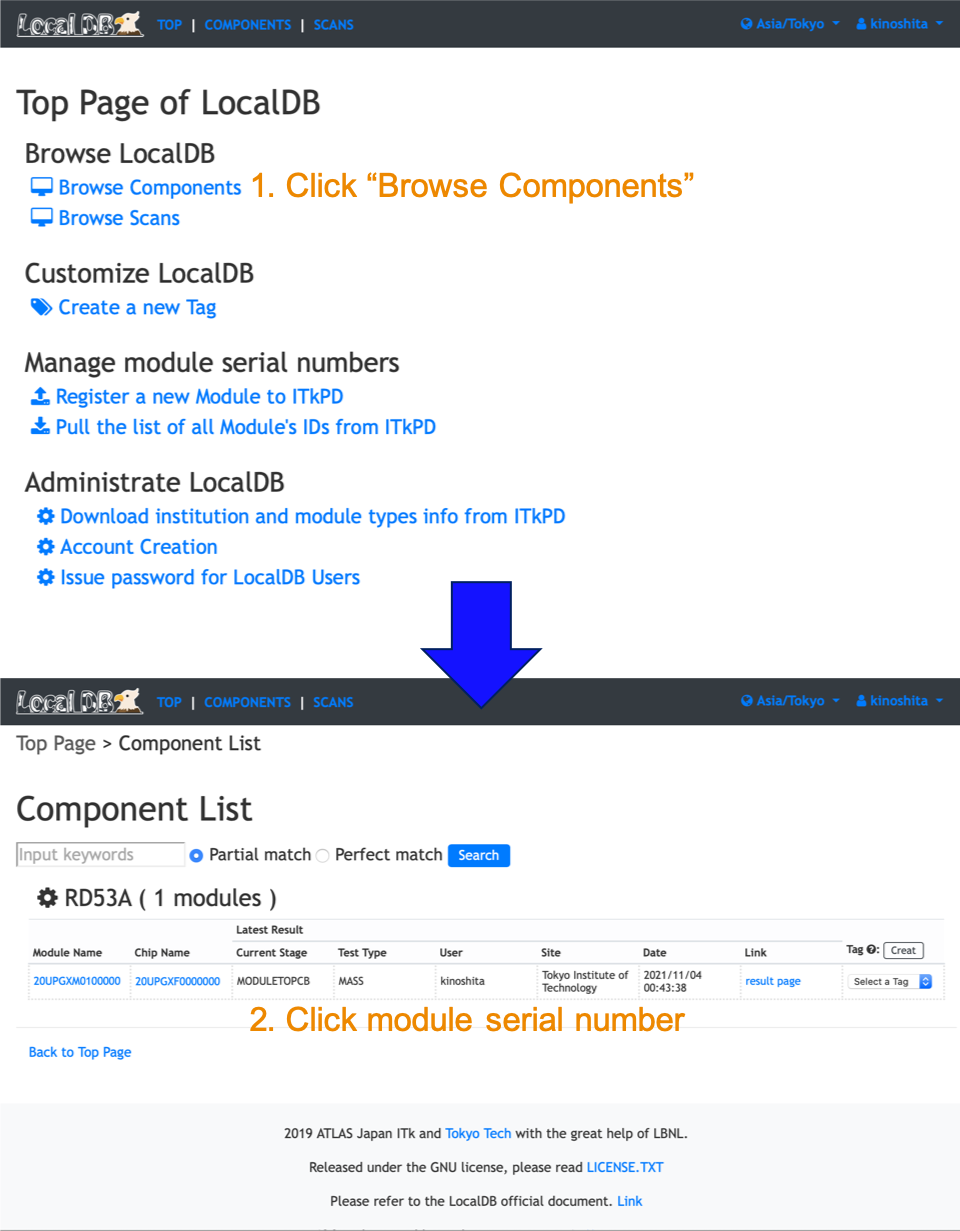 Local DB TOP | COMPONENTS | SCANS Asia/Tokyo kinoshita
Top Page of LocalDB
Browse LocalDB
Browse Components 1. Click “Browse Components”
Browse Scans
Customize LocalDB
Create a new Tag
Manage module serial numbers
Register a new Module to ITkPD
Pull the list of all Module's IDs from ITkPD
Administrate LocalDB
Download institution and module types info from ITkPD
Account Creation
Issue password for LocalDB Users
Local DB TOP | COMPONENTS | SCANS Asia/Tokyo kinoshita
Top Page > Component List
Component List
Input keywords Partial match Perfect match Search
RD53A ( 1 modules )
Latest Result
Module Name Chip Name Current Stage Test Type User Site Date Link Tag ?: Creat
20UPGXM0100000 20UPGXF0000000 MODULETOPCB MASS kinoshita Tokyo Institute of Technology 2021/11/04 00:43:38 result page Select a Tag
2. Click module serial number
Back to Top Page
2019 ATLAS Japan ITk and Tokyo Tech with the great help of LBNL.
Released under the GNU license, please read LICENSE.TXT
Please refer to the LocalDB official document. Link